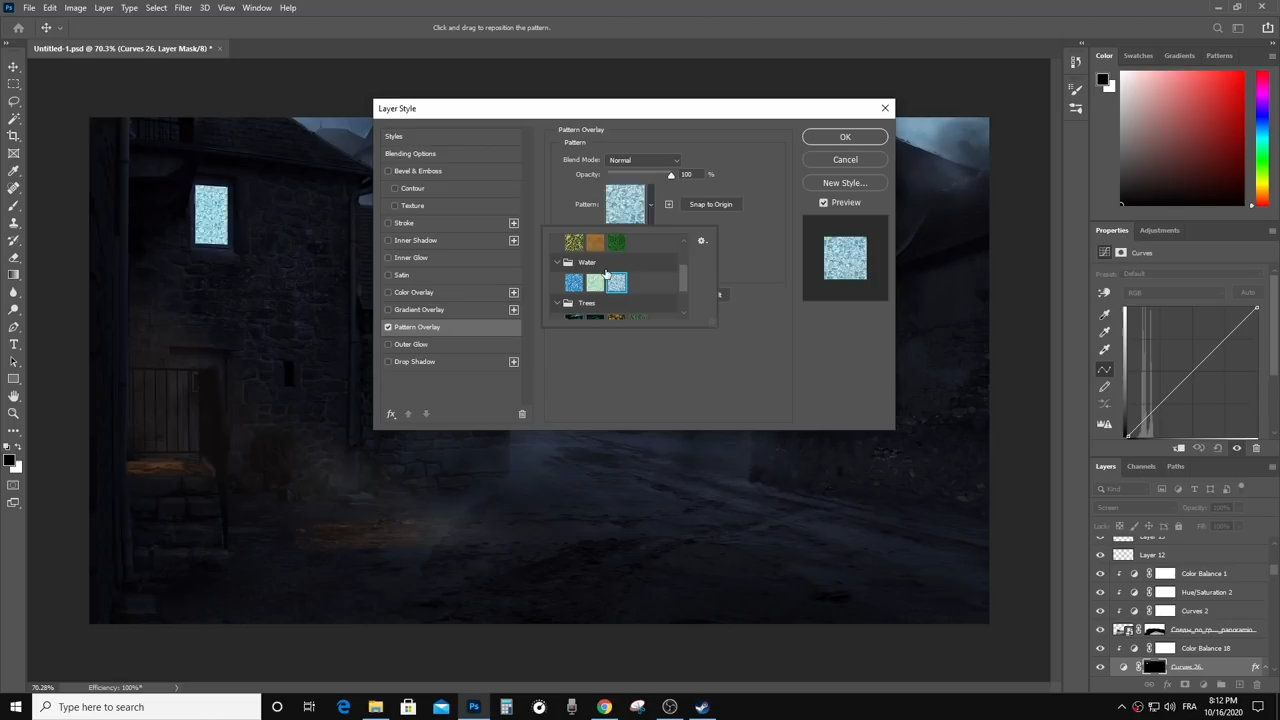 Ps File Edit Image Layer Type Select Filter 3D View Window Help
Click and drag to reposition the pattern.
Untitled-1.psd @ 70.3% (Curves 26, Layer Mask/8) *
Color Swatches Gradients Patterns
Layer Style
Styles
Blending Options
Bevel & Emboss
Contour
Texture
Stroke
Inner Shadow
Inner Glow
Satin
Color Overlay
Gradient Overlay
Pattern Overlay
Outer Glow
Drop Shadow
fx
Pattern Overlay
Pattern
Blend Mode: Normal
Opacity: 100 %
Pattern:
Snap to Origin
Water
Trees
OK
Cancel
New Style...
Preview
Properties Adjustments
Curves
Preset: Default
RGB Auto
Layers Channels Paths
Kind
Screen Opacity: 100%
Lock: Fill: 100%
Layer 12
Color Balance 1
Hue/Saturation 2
Curves 2
Color Balance 18
Curves 26 fx
70.28% Efficiency: 100%*
Type here to search
Ps
FRA
8:12 PM
10/16/2020